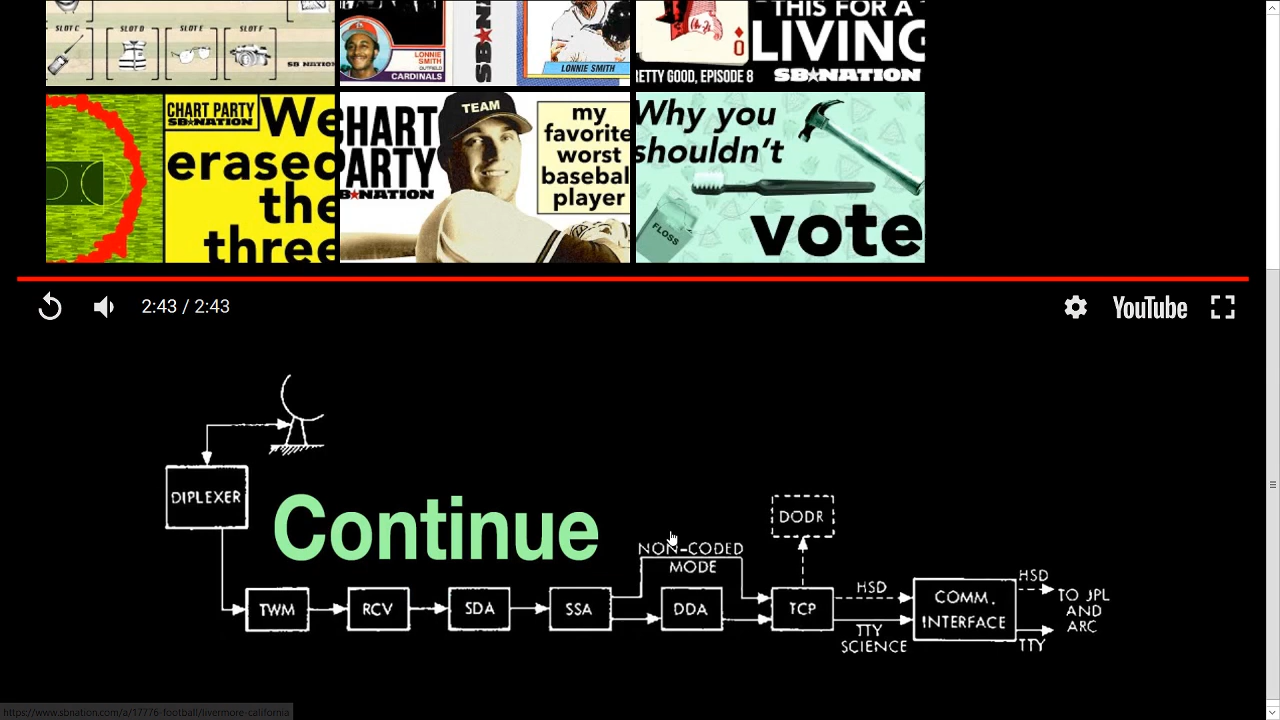 SLOT C
SLOT D
SLOT E
SLOT F
SB NATION
LONNIE
SMITH
OUTFIELD
CARDINALS
SB★
LONNIE SMITH
THIS FOR A
LIVING
RETTY GOOD, EPISODE 8
SB★NATION
CHART PARTY
SB★NATION
We
erased
the
three
CHART
PARTY
B★NATION
TEAM
my
favorite
worst
basebal
player
Why you
shouldn't
vote
FLOSS
2:43 / 2:43
YouTube
DIPLEXER
Continue
NON-CODED
MODE
DODR
TWM
RCV
SDA
SSA
DDA
TCP
HSD
TTY
SCIENCE
COMM.
INTERFACE
HSD
TO JPL
AND
ARC
TTY
https://www.sbnation.com/a/17776-football/livermore-california